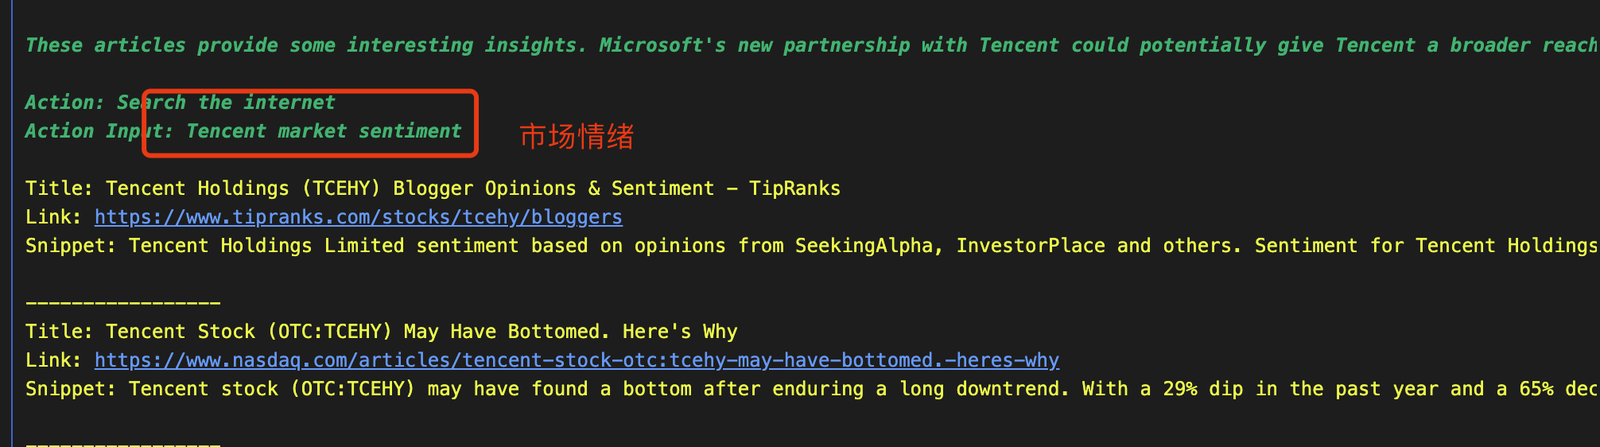 These articles provide some interesting insights. Microsoft's new partnership with Tencent could potentially give Tencent a broader reach
Action: Search the internet
Action Input: Tencent market sentiment
市场情绪
Title: Tencent Holdings (TCEHY) Blogger Opinions & Sentiment - TipRanks
Link: https://www.tipranks.com/stocks/tcehy/bloggers
Snippet: Tencent Holdings Limited sentiment based on opinions from SeekingAlpha, InvestorPlace and others. Sentiment for Tencent Holdings
-----------------
Title: Tencent Stock (OTC:TCEHY) May Have Bottomed. Here's Why
Link: https://www.nasdaq.com/articles/tencent-stock-otc:tcehy-may-have-bottomed.-heres-why
Snippet: Tencent stock (OTC:TCEHY) may have found a bottom after enduring a long downtrend. With a 29% dip in the past year and a 65% dec
-----------------